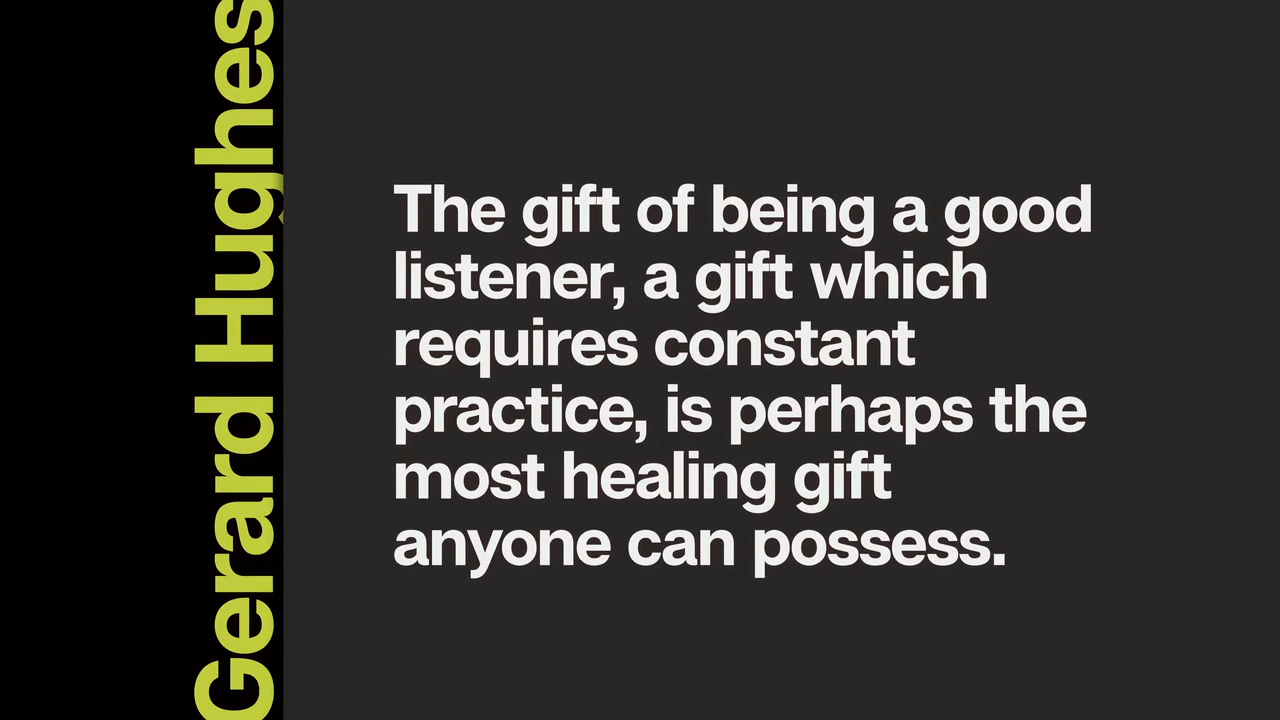 Gerard Hughes
The gift of being a good
listener, a gift which
requires constant
practice, is perhaps the
most healing gift
anyone can possess.